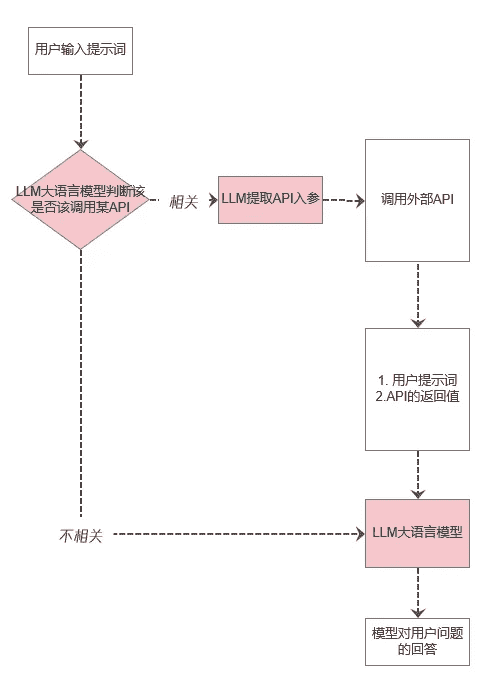 用户输入提示词
LLM大语言模型判断该
是否该调用某API
相关
LLM提取API入参
调用外部API
1. 用户提示词
2.API的返回值
不相关
LLM大语言模型
模型对用户问题
的回答